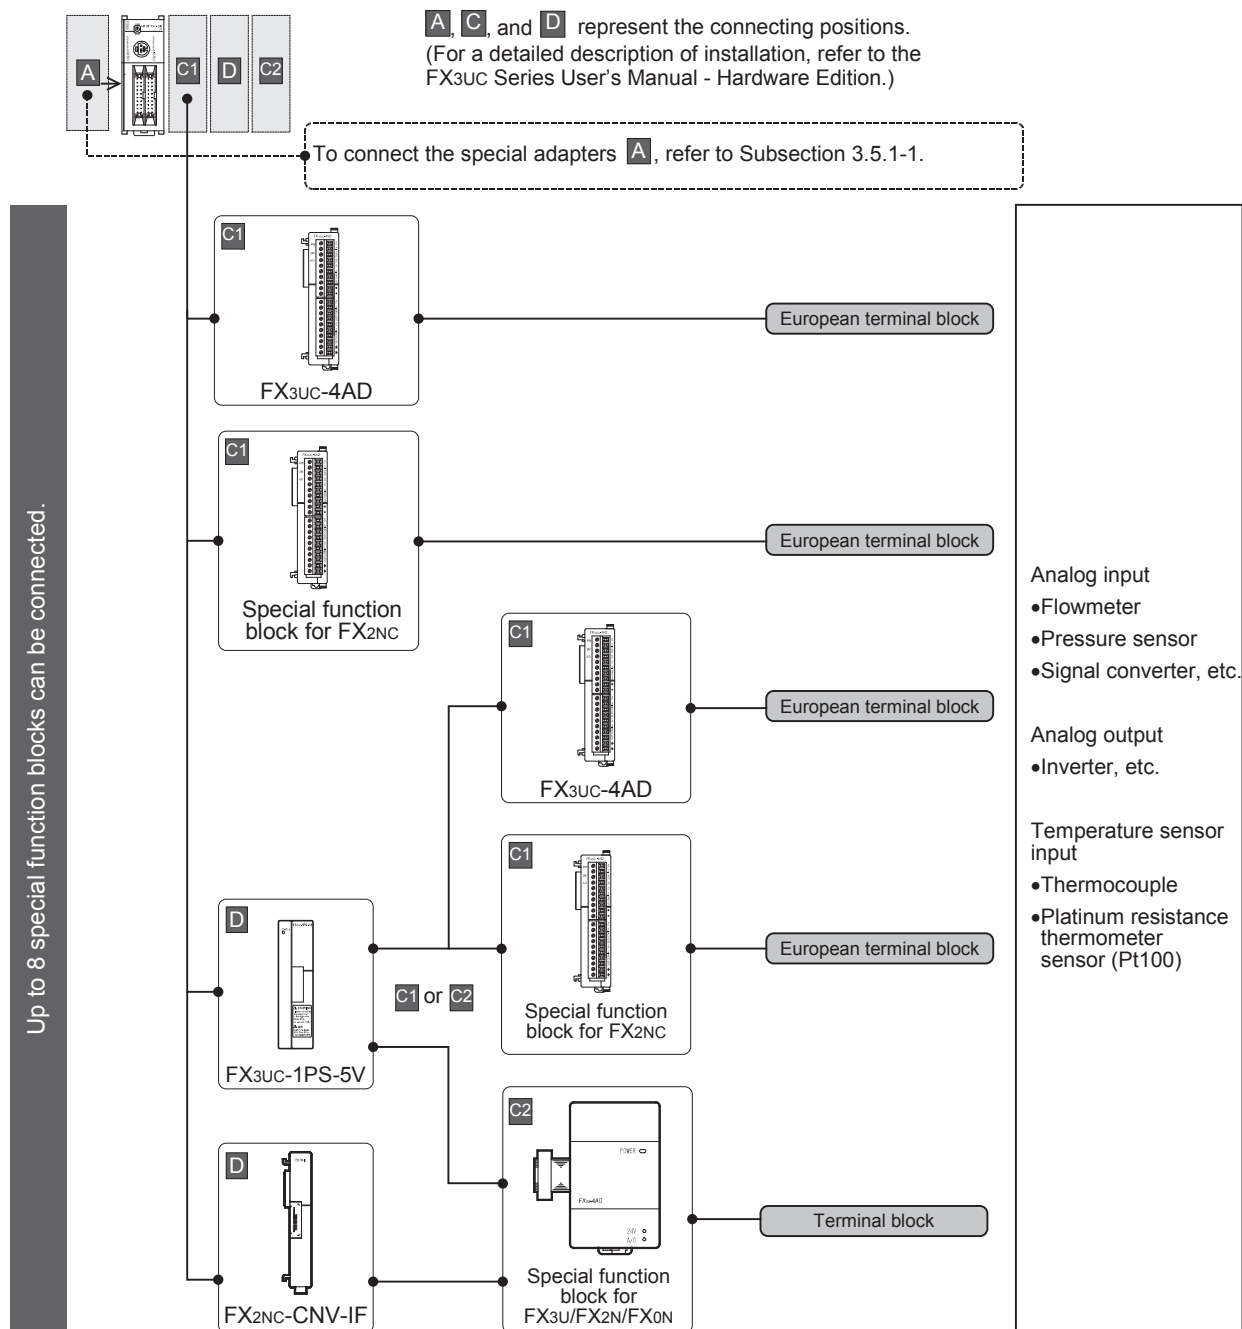 A, C, and D represent the connecting positions.
(For a detailed description of installation, refer to the
FX3UC Series User's Manual - Hardware Edition.)
A
C1
D
C2
To connect the special adapters A, refer to Subsection 3.5.1-1.
Up to 8 special function blocks can be connected.
C1
FX3UC-4AD
European terminal block
C1
Special function
block for FX2NC
European terminal block
C1
FX3UC-4AD
European terminal block
C1
Special function
block for FX2NC
European terminal block
D
FX3UC-1PS-5V
C1 or C2
D
FX2NC-CNV-IF
C2
POWER
24V
A/D
Special function
block for
FX3U/FX2N/FX0N
Terminal block
Analog input
•Flowmeter
•Pressure sensor
•Signal converter, etc.
Analog output
•Inverter, etc.
Temperature sensor
input
•Thermocouple
•Platinum resistance
thermometer
sensor (Pt100)